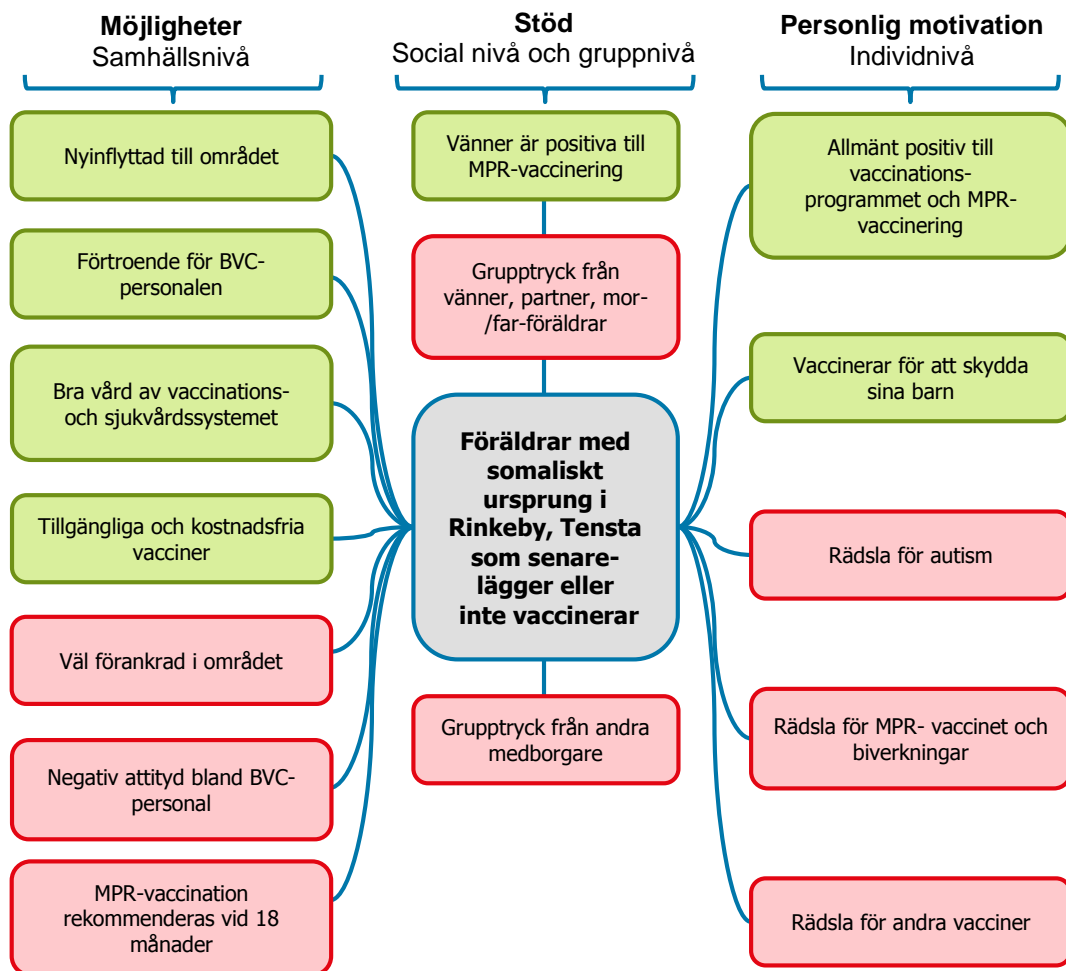 Möjligheter
Samhällsnivå
Stöd
Social nivå och gruppnivå
Personlig motivation
Individnivå
Nyinflyttad till området
Förtroende för BVC-
personalen
Bra vård av vaccinations-
och sjukvårdssystemet
Tillgängliga och kostnadsfria
vacciner
Väl förankrad i området
Negativ attityd bland BVC-
personal
MPR-vaccination
rekommenderas vid 18
månader
Vänner är positiva till
MPR-vaccinering
Grupptryck från
vänner, partner, mor-
/far-föräldrar
Föräldrar med
somaliskt
ursprung i
Rinkeby, Tensta
som senare-
lägger eller
inte vaccinerar
Grupptryck från andra
medborgare
Allmänt positiv till
vaccinations-
programmet och MPR-
vaccinering
Vaccinerar för att skydda
sina barn
Rädsla för autism
Rädsla för MPR- vaccinet och
biverkningar
Rädsla för andra vacciner